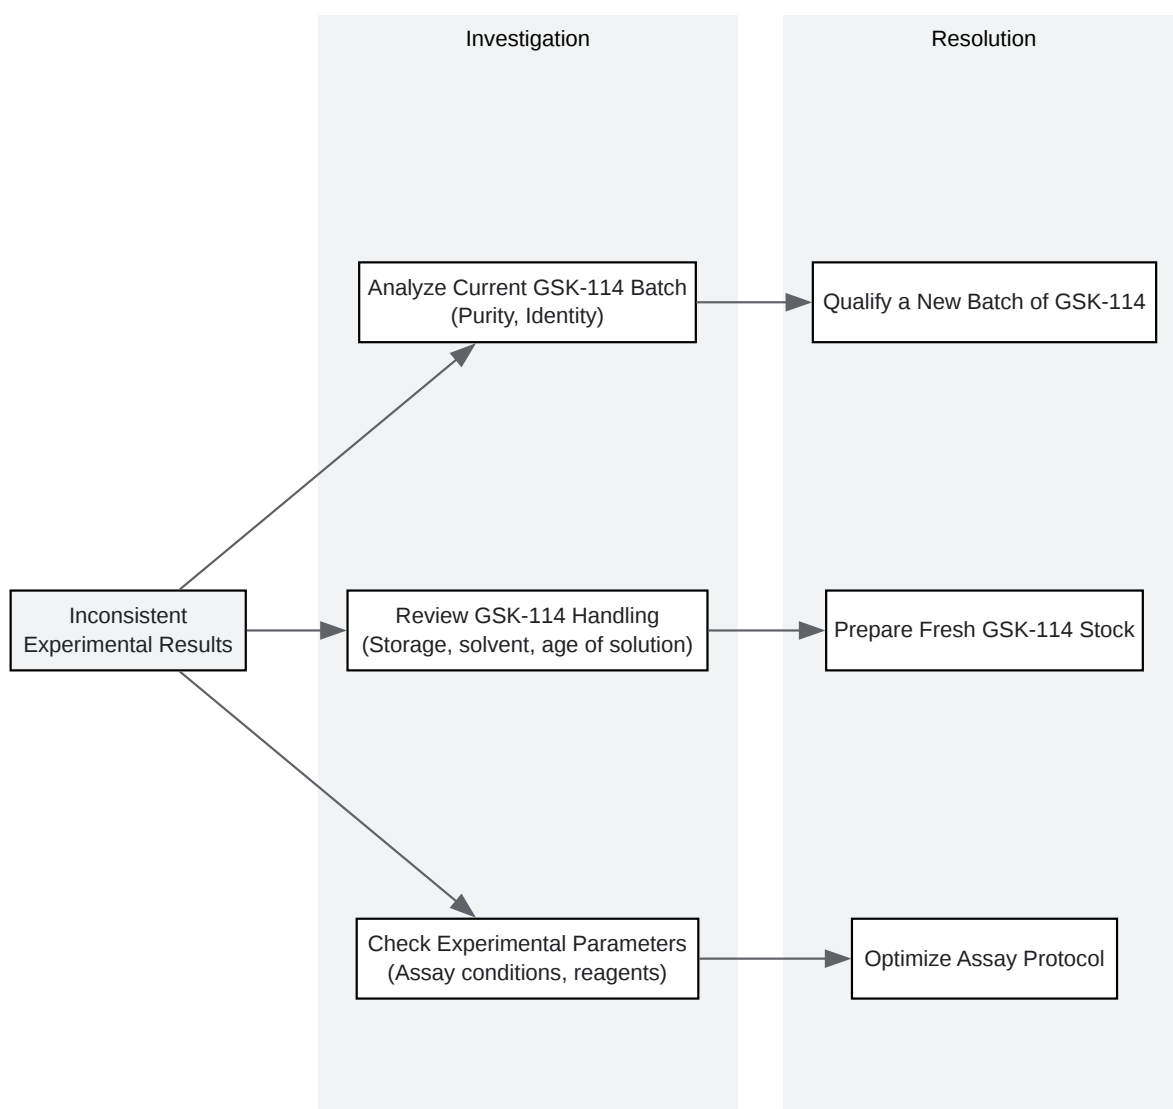 Investigation
Resolution
Analyze Current GSK-114 Batch
(Purity, Identity)
Qualify a New Batch of GSK-114
Inconsistent
Experimental Results
Review GSK-114 Handling
(Storage, solvent, age of solution)
Prepare Fresh GSK-114 Stock
Check Experimental Parameters
(Assay conditions, reagents)
Optimize Assay Protocol